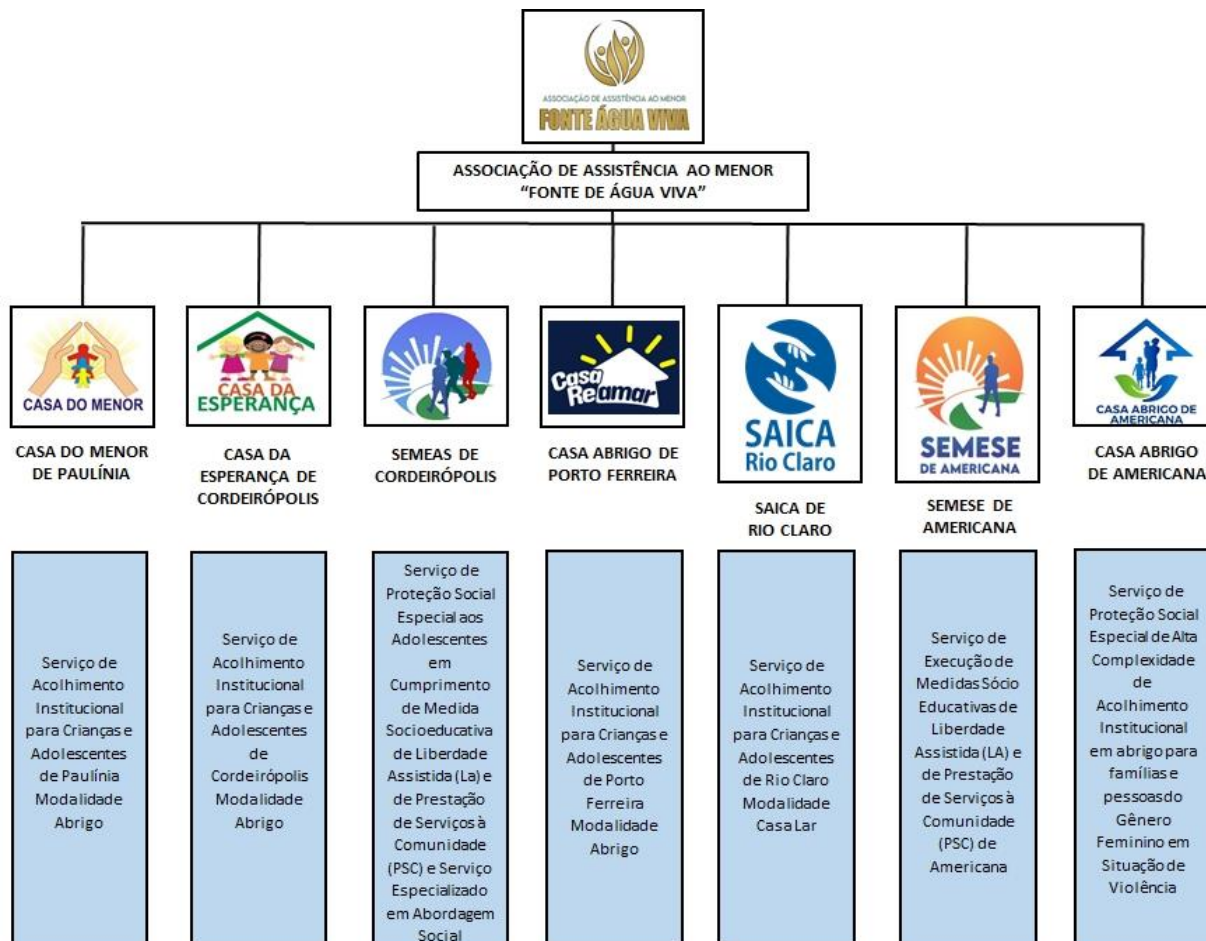 ASSOCIAÇÃO DE ASSISTÊNCIA AO MENOR
FONTE ÁGUA VIVA
ASSOCIAÇÃO DE ASSISTÊNCIA AO MENOR
“FONTE DE ÁGUA VIVA”
CASA DO MENOR
CASA DO MENOR
DE PAULÍNIA
Serviço de
Acolhimento
Institucional
para Crianças e
Adolescentes
de Paulínia
Modalidade
Abrigo
CASA DA
ESPERANÇA
CASA DA
ESPERANÇA DE
CORDEIRÓPOLIS
Serviço de
Acolhimento
Institucional
para Crianças e
Adolescentes
de
Cordeirópolis
Modalidade
Abrigo
SEMEAS DE
CORDEIRÓPOLIS
Serviço de
Proteção Social
Especial aos
Adolescentes
em
Cumprimento
de Medida
Socioeducativa
de Liberdade
Assistida (La) e
de Prestação
de Serviços à
Comunidade
(PSC) e Serviço
Especializado
em Abordagem
Social
Casa
Reamar
CASA ABRIGO DE
PORTO FERREIRA
Serviço de
Acolhimento
Institucional
para Crianças e
Adolescentes
de Porto
Ferreira
Modalidade
Abrigo
SAICA
Rio Claro
SAICA DE
RIO CLARO
Serviço de
Acolhimento
Institucional
para Crianças e
Adolescentes
de Rio Claro
Modalidade
Casa Lar
SEMESE
DE AMERICANA
SEMESE DE
AMERICANA
Serviço de
Execução de
Medidas Sócio
Educativas de
Liberdade
Assistida (LA) e
de Prestação
de Serviços à
Comunidade
(PSC) de
Americana
CASA ABRIGO DE
AMERICANA
CASA ABRIGO
DE AMERICANA
Serviço de
Proteção Social
Especial de Alta
Complexidade
de
Acolhimento
Institucional
em abrigo para
famílias e
pessoas do
Gênero
Feminino em
Situação de
Violência